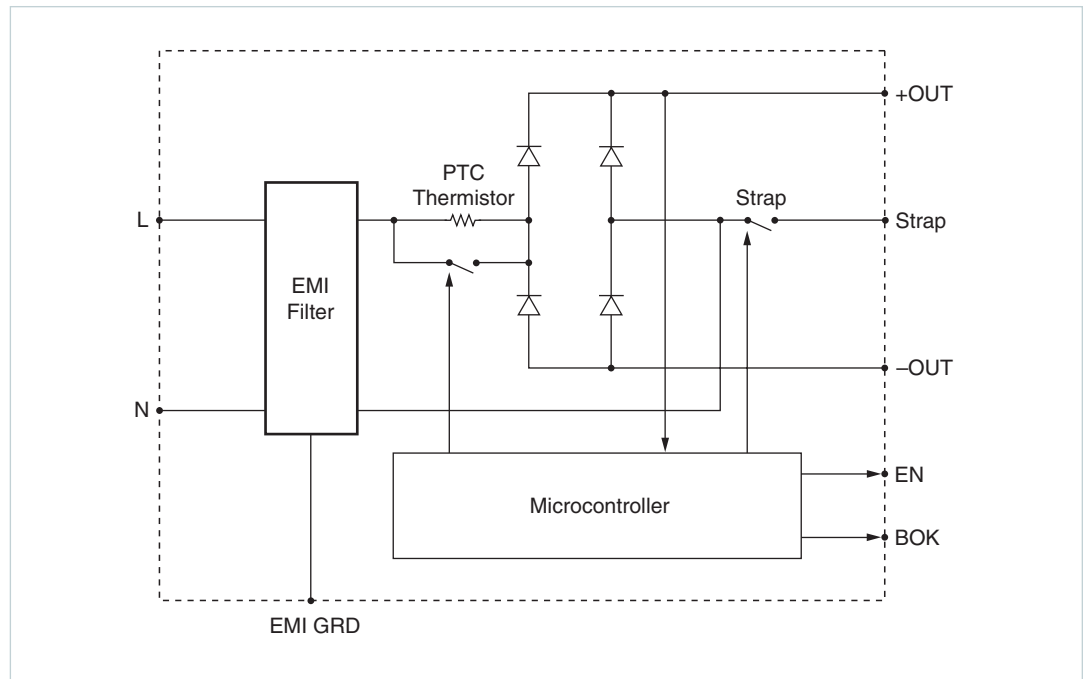 +OUT
PTC
Thermistor
Strap
L
Strap
EMI
Filter
–OUT
N
EN
Microcontroller
BOK
EMI GRD